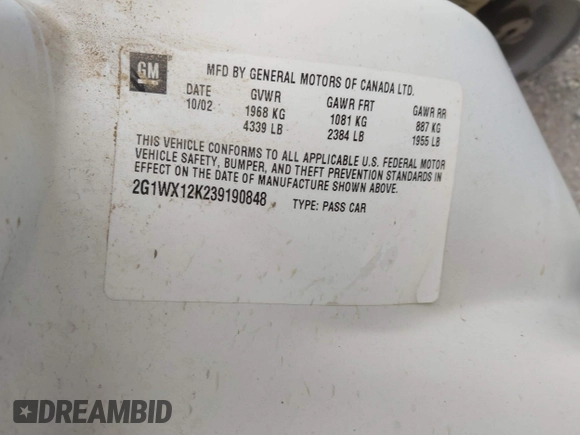 GM
MFD BY GENERAL MOTORS OF CANADA LTD.
DATE GVWR GAWR FRT GAWR RR
10/02 1968 KG 1081 KG 887 KG
4339 LB 2384 LB 1955 LB
THIS VEHICLE CONFORMS TO ALL APPLICABLE U.S. FEDERAL MOTOR
VEHICLE SAFETY, BUMPER, AND THEFT PREVENTION STANDARDS IN
EFFECT ON THE DATE OF MANUFACTURE SHOWN ABOVE.
2G1WX12K239190848 TYPE: PASS CAR
DREAMBID